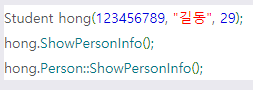 Student hong(123456789, "길동", 29);
hong.ShowPersonInfo();
hong.Person::ShowPersonInfo();